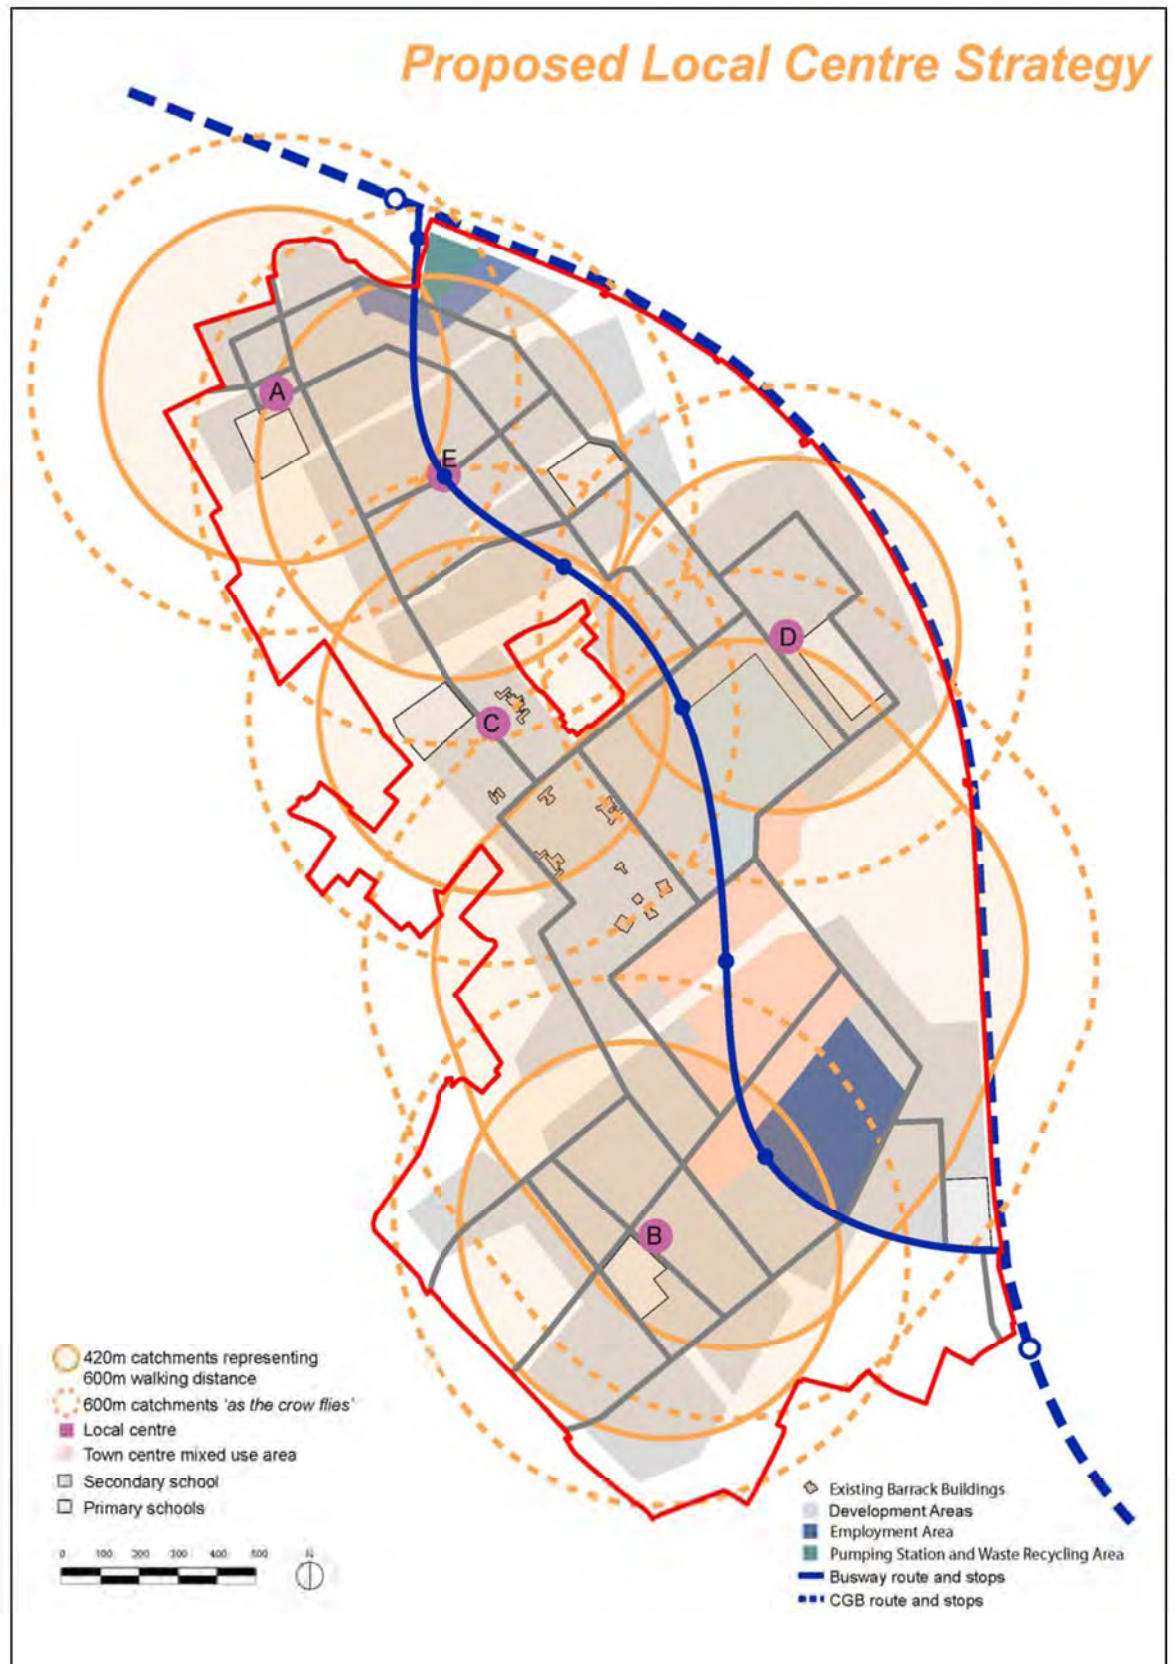 Proposed Local Centre Strategy
A
E
D
C
B
420m catchments representing
600m walking distance
600m catchments 'as the crow flies'
Local centre
Town centre mixed use area
Secondary school
Primary schools
0 100 200 300 400 500
N
Existing Barrack Buildings
Development Areas
Employment Area
Pumping Station and Waste Recycling Area
Busway route and stops
CGB route and stops